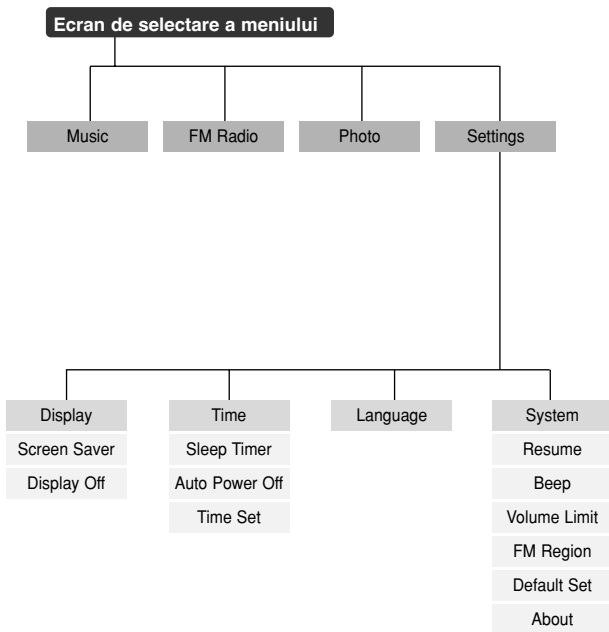 Ecran de selectare a meniului
Music FM Radio Photo Settings
Display Time Language System
Screen Saver Sleep Timer Resume
Display Off Auto Power Off Beep
Time Set Volume Limit
FM Region
Default Set
About